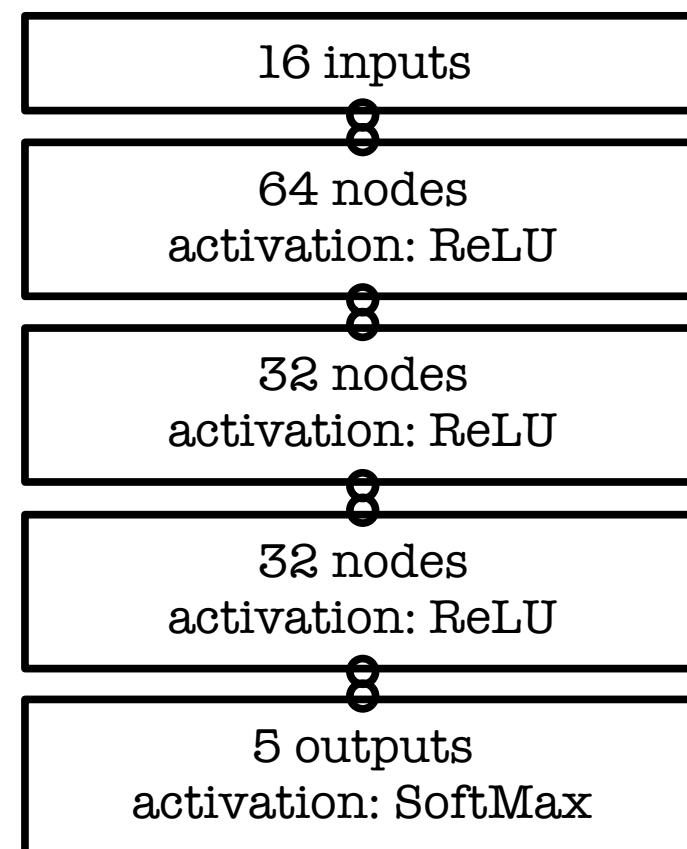 16 inputs
64 nodes
activation: ReLU
32 nodes
activation: ReLU
32 nodes
activation: ReLU
5 outputs
activation: SoftMax